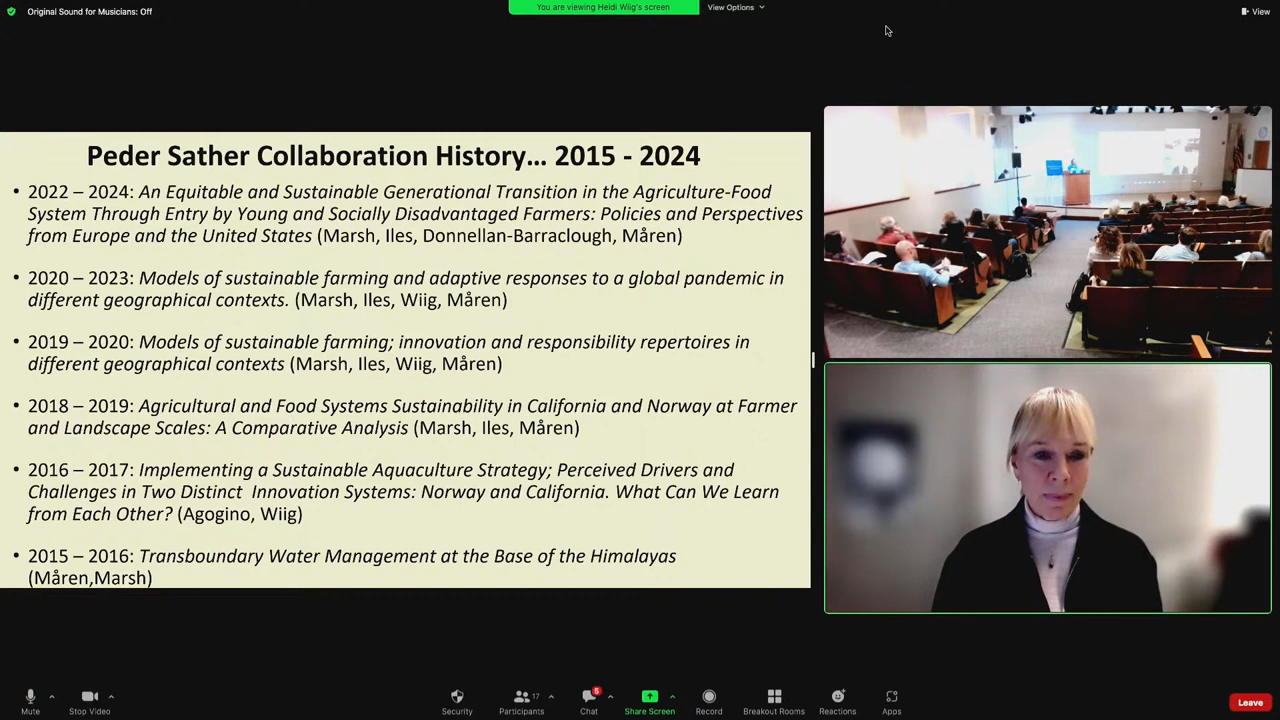 Original Sound for Musicians: Off
You are viewing Heidi Wiig's screen
View Options
View
Peder Sather Collaboration History... 2015 - 2024
• 2022 – 2024: An Equitable and Sustainable Generational Transition in the Agriculture-Food
System Through Entry by Young and Socially Disadvantaged Farmers: Policies and Perspectives
from Europe and the United States (Marsh, Iles, Donnellan-Barraclough, Måren)
• 2020 – 2023: Models of sustainable farming and adaptive responses to a global pandemic in
different geographical contexts. (Marsh, Iles, Wiig, Måren)
• 2019 – 2020: Models of sustainable farming; innovation and responsibility repertoires in
different geographical contexts (Marsh, Iles, Wiig, Måren)
• 2018 – 2019: Agricultural and Food Systems Sustainability in California and Norway at Farmer
and Landscape Scales: A Comparative Analysis (Marsh, Iles, Måren)
• 2016 – 2017: Implementing a Sustainable Aquaculture Strategy; Perceived Drivers and
Challenges in Two Distinct Innovation Systems: Norway and California. What Can We Learn
from Each Other? (Agogino, Wiig)
• 2015 – 2016: Transboundary Water Management at the Base of the Himalayas
(Måren,Marsh)
Mute
Stop Video
Security
17
Participants
5
Chat
Share Screen
Record
Breakout Rooms
Reactions
Apps
Leave